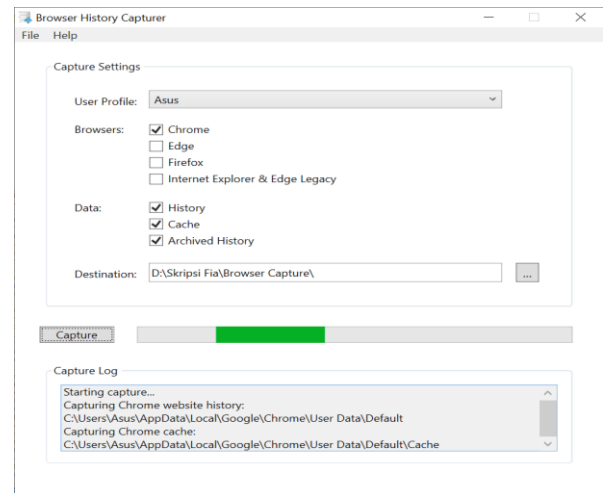 Browser History Capturer
File Help
Capture Settings
User Profile: Asus
Browsers: Chrome
Edge
Firefox
Internet Explorer & Edge Legacy
Data: History
Cache
Archived History
Destination: D:\Skripsi Fia\Browser Capture\ ...
Capture
Capture Log
Starting capture...
Capturing Chrome website history:
C:\Users\Asus\AppData\Local\Google\Chrome\User Data\Default
Capturing Chrome cache:
C:\Users\Asus\AppData\Local\Google\Chrome\User Data\Default\Cache